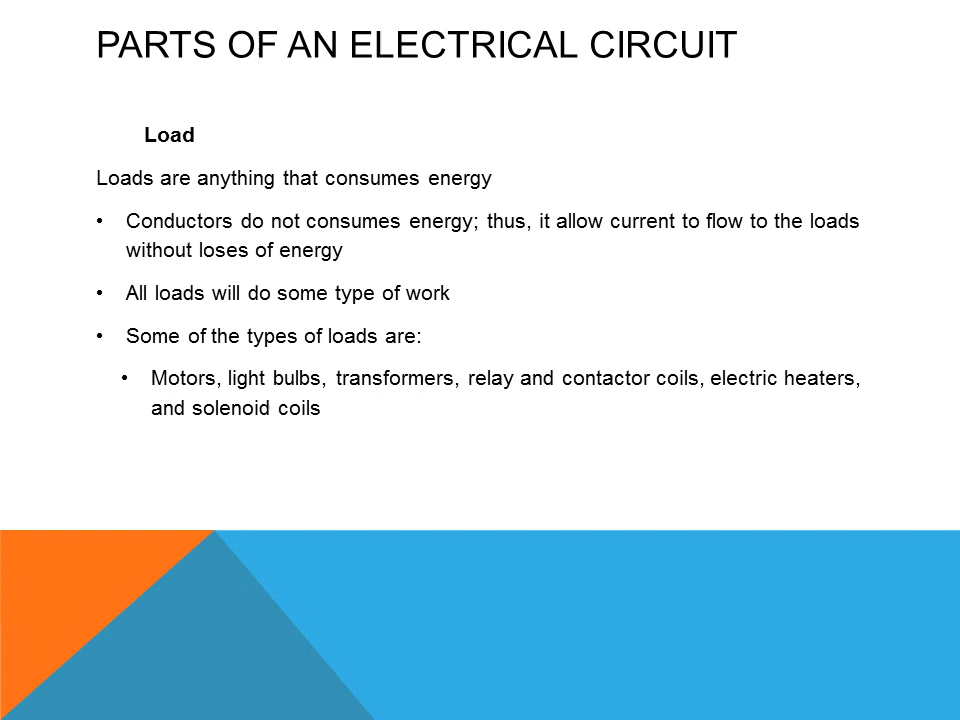 PARTS OF AN ELECTRICAL CIRCUIT
Load
Loads are anything that consumes energy
• Conductors do not consumes energy; thus, it allow current to flow to the loads
without loses of energy
• All loads will do some type of work
• Some of the types of loads are:
• Motors, light bulbs, transformers, relay and contactor coils, electric heaters,
and solenoid coils